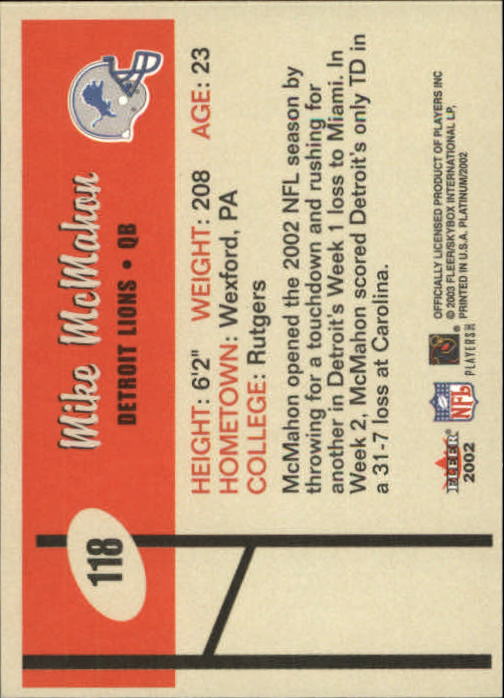 118
Mike McMahon
DETROIT LIONS • QB
HEIGHT: 6'2" WEIGHT: 208 AGE: 23
HOMETOWN: Wexford, PA
COLLEGE: Rutgers
McMahon opened the 2002 NFL season by
throwing for a touchdown and rushing for
another in Detroit's Week 1 loss to Miami. In
Week 2, McMahon scored Detroit's only TD in
a 31-7 loss at Carolina.
FLEER®
2002
NFL
PLAYERS INC
OFFICIALLY LICENSED PRODUCT OF PLAYERS INC
© 2003 FLEER/SKYBOX INTERNATIONAL LP,
PRINTED IN U.S.A. PLATINUM/2002